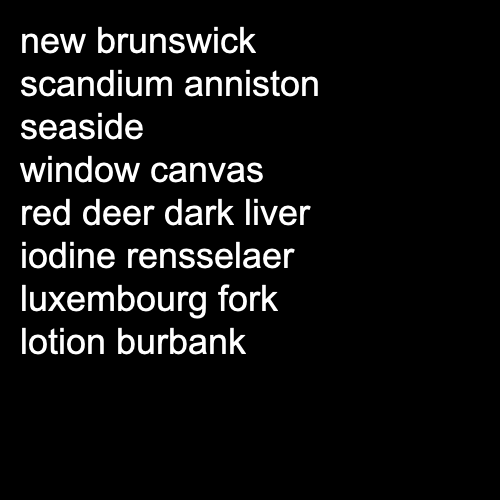 new brunswick
scandium anniston
seaside
window canvas
red deer dark liver
iodine rensselaer
luxembourg fork
lotion burbank